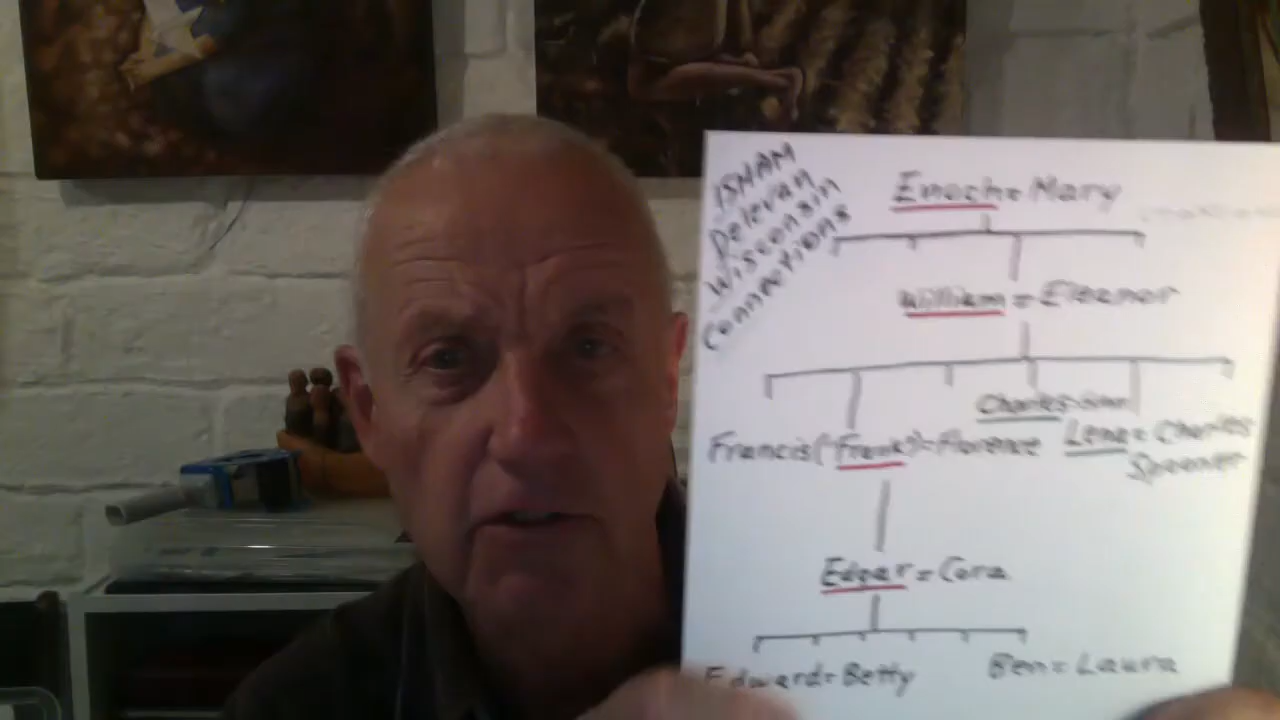 ISHAM
Delevan
Wisconsin
Connections
Enoch = Mary
William = Eleanor
Charles
Francis ("Frank") = Florence
Lena = Charles
Spooner
Edgar = Cora
Edward = Betty
Ben = Laura